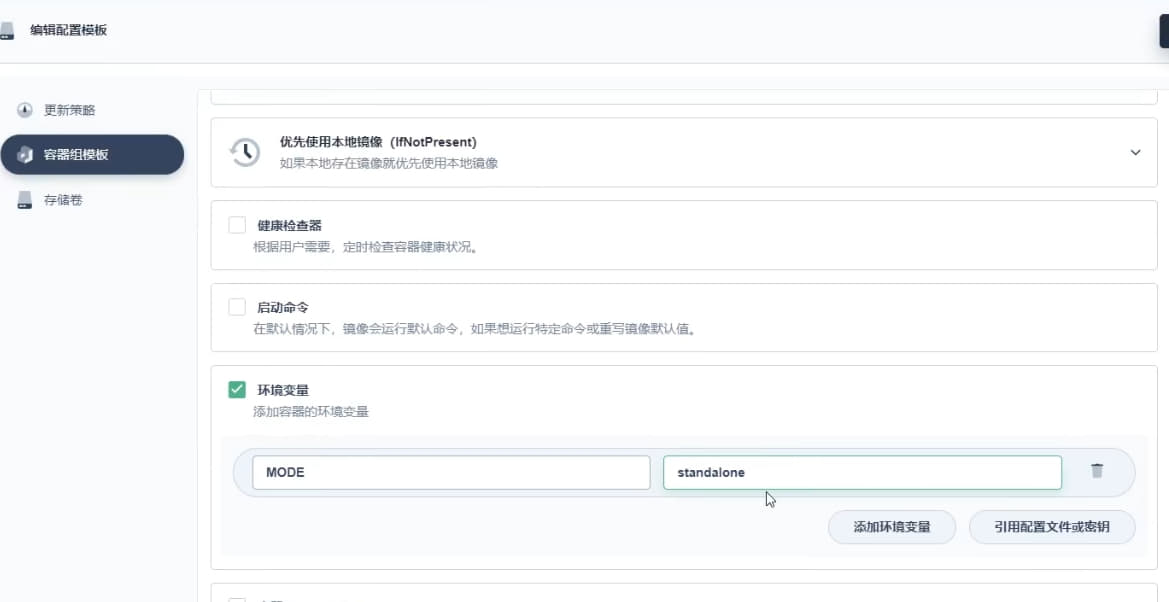 编辑配置模板
更新策略
容器组模板
存储卷
优先使用本地镜像（IfNotPresent）
如果本地存在镜像就优先使用本地镜像
健康检查器
根据用户需要，定时检查容器健康状况。
启动命令
在默认情况下，镜像会运行默认命令，如果想运行特定命令或重写镜像默认值。
环境变量
添加容器的环境变量
MODE
standalone
添加环境变量
引用配置文件或密钥